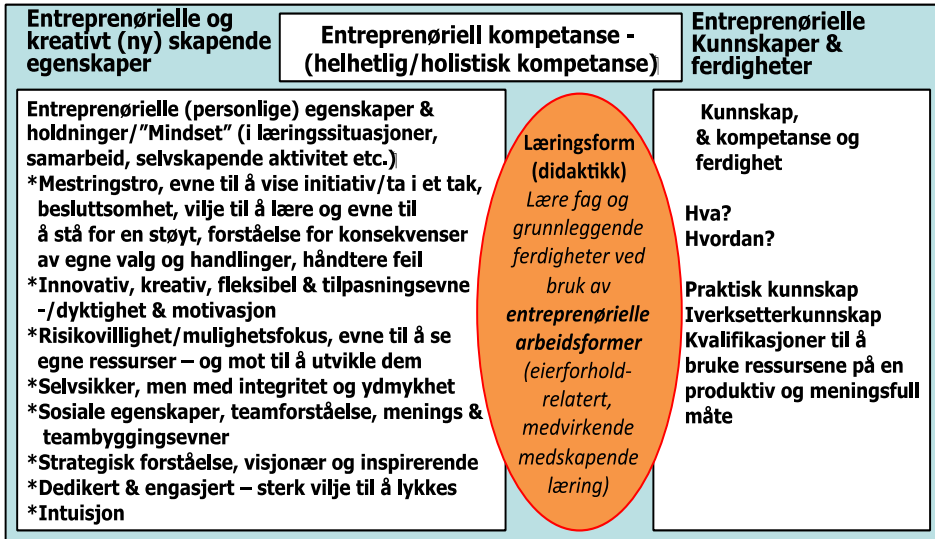 Entreprenørielle og
kreativt (ny) skapende
egenskaper
Entreprenøriell kompetanse -
(helhetlig/holistisk kompetanse)
Entreprenørielle
Kunnskaper &
ferdigheter
Entreprenørielle (personlige) egenskaper &
holdninger/”Mindset” (i læringssituasjoner,
samarbeid, selvskapende aktivitet etc.)
*Mestringstro, evne til å vise initiativ/ta i et tak,
besluttsomhet, vilje til å lære og evne til
å stå for en støyt, forståelse for konsekvenser
av egne valg og handlinger, håndtere feil
*Innovativ, kreativ, fleksibel & tilpasningsevne
-/dyktighet & motivasjon
*Risikovillighet/mulighetsfokus, evne til å se
egne ressurser – og mot til å utvikle dem
*Selvsikker, men med integritet og ydmykhet
*Sosiale egenskaper, teamforståelse, menings &
teambyggingsevner
*Strategisk forståelse, visjonær og inspirerende
*Dedikert & engasjert – sterk vilje til å lykkes
*Intuisjon
Læringsform
(didaktikk)
Lære fag og
grunnleggende
ferdigheter ved
bruk av
entreprenørielle
arbeidsformer
(eierforhold-
relatert,
medvirkende
medskapende
læring)
Kunnskap,
& kompetanse og
ferdighet
Hva?
Hvordan?
Praktisk kunnskap
Iverksetterkunnskap
Kvalifikasjoner til å
bruke ressursene på en
produktiv og meningsfull
måte